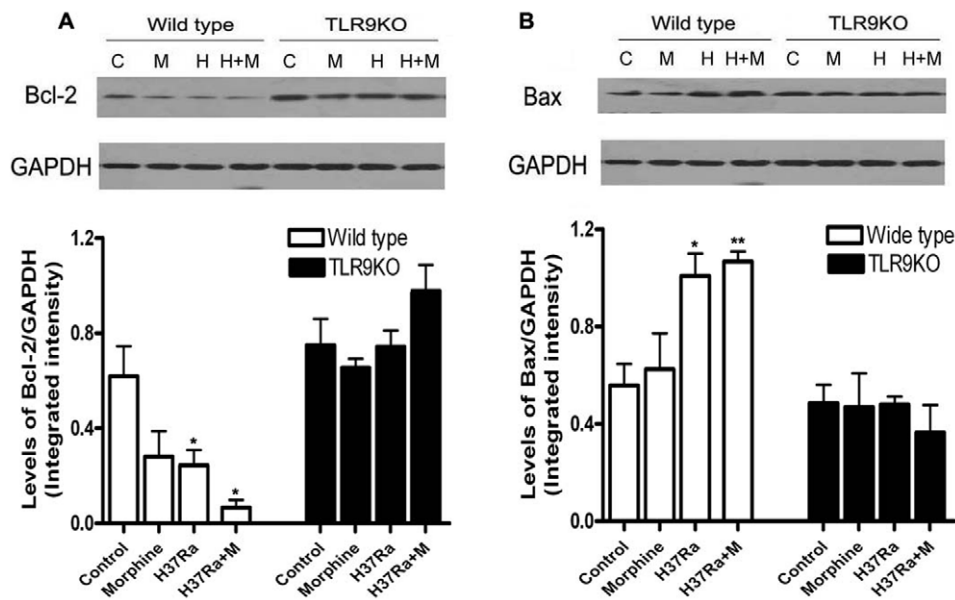 A
Wild type
TLR9KO
C M H H+M C M H H+M
Bcl-2
GAPDH
Levels of Bcl-2/GAPDH
(Integrated intensity)
1.2
0.8
0.4
0.0
Wild type
TLR9KO
*
*
Control
Morphine
H37Ra
H37Ra+M
Control
Morphine
H37Ra
H37Ra+M
B
Wild type
TLR9KO
C M H H+M C M H H+M
Bax
GAPDH
Levels of Bax/GAPDH
(Integrated intensity)
1.2
0.8
0.4
0.0
Wide type
TLR9KO
*
**
Control
Morphine
H37Ra
H37Ra+M
Control
Morphine
H37Ra
H37Ra+M